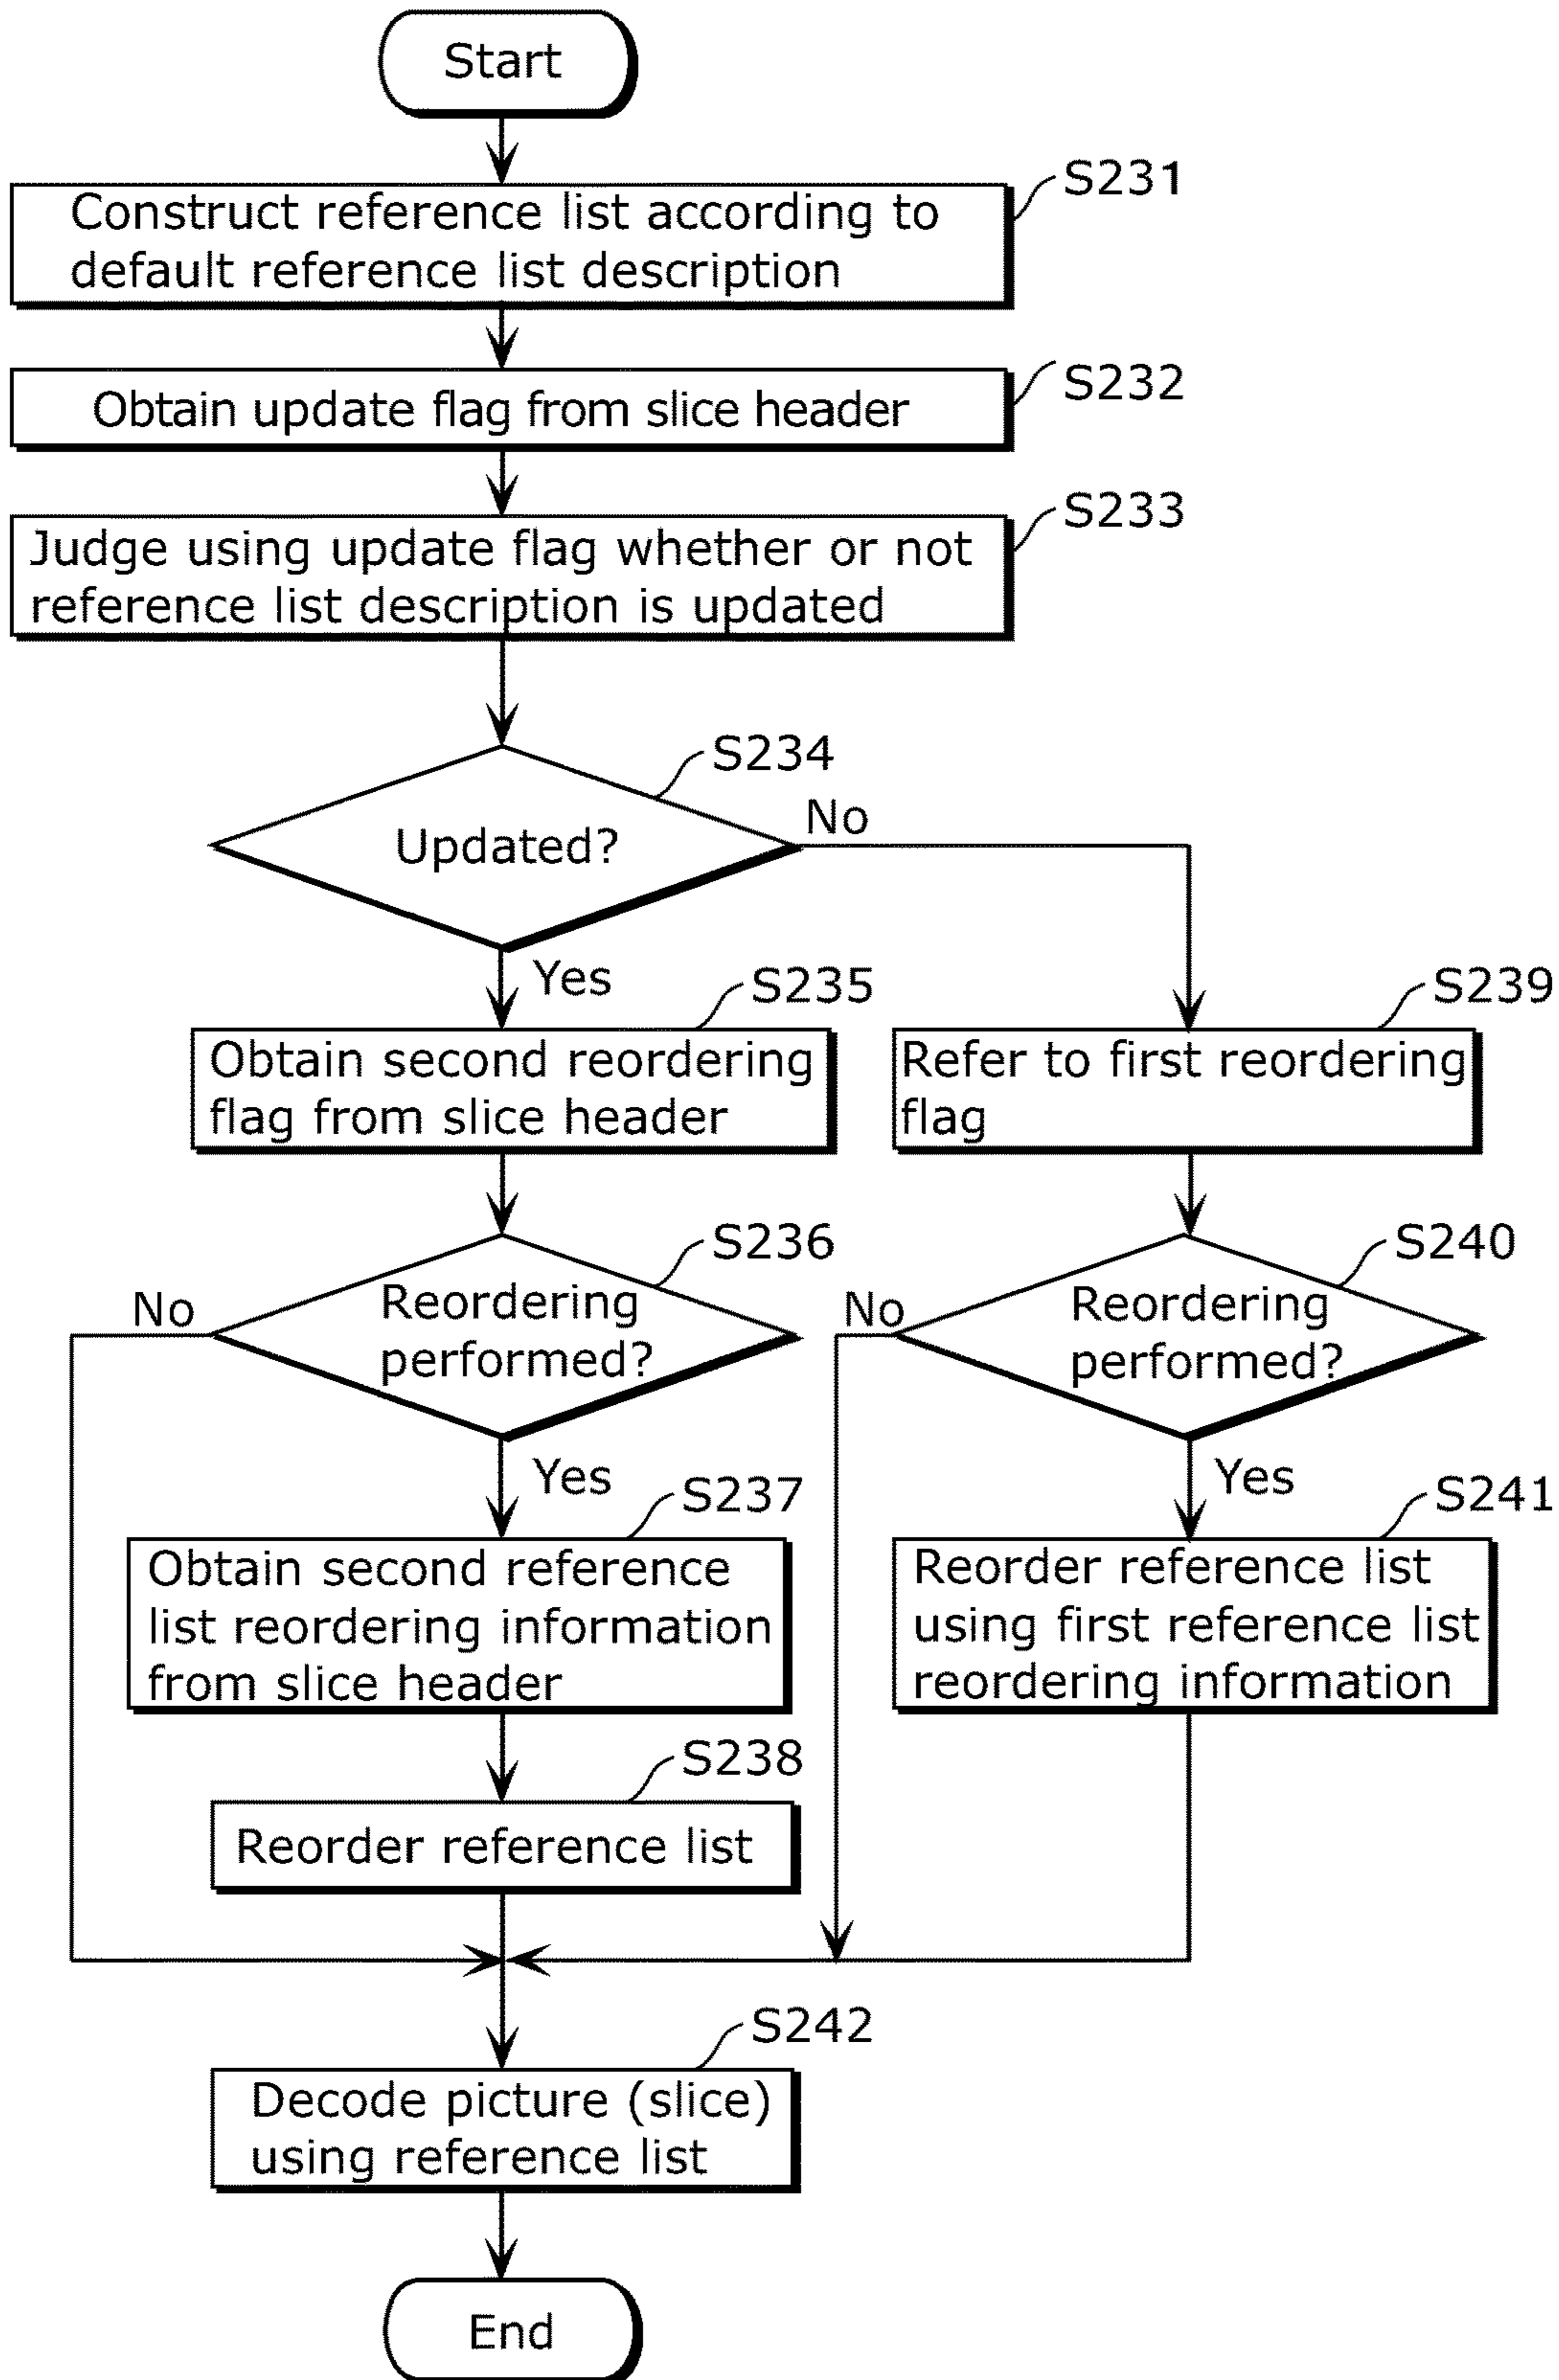 Start
S231
Construct reference list according to
default reference list description
S232
Obtain update flag from slice header
S233
Judge using update flag whether or not
reference list description is updated
S234
Updated?
No
Yes
S235
Obtain second reordering
flag from slice header
S239
Refer to first reordering
flag
S236
No
Reordering
performed?
Yes
S240
No
Reordering
performed?
Yes
S237
Obtain second reference
list reordering information
from slice header
S241
Reorder reference list
using first reference list
reordering information
S238
Reorder reference list
S242
Decode picture (slice)
using reference list
End